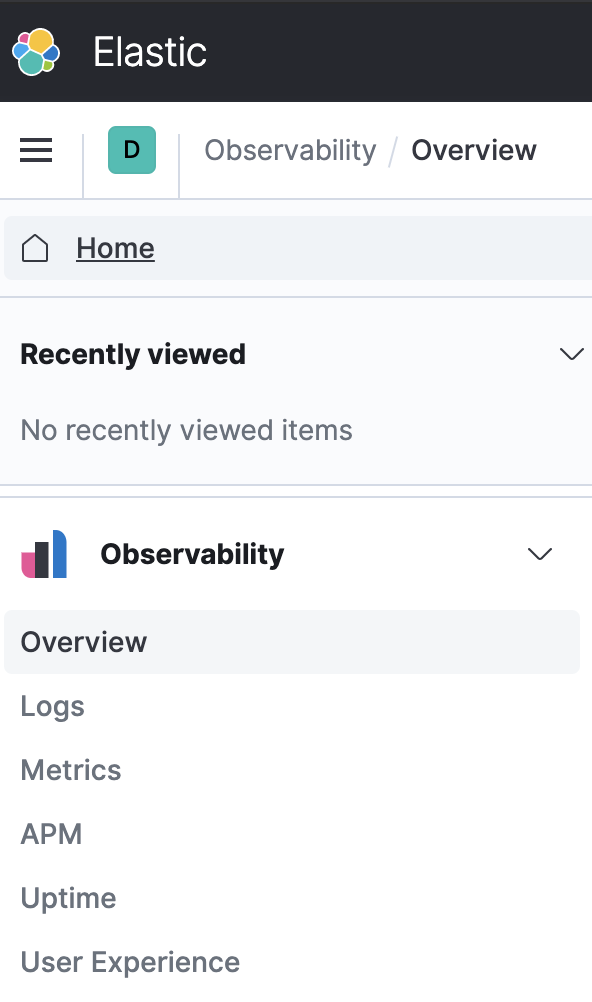 Elastic
D
Observability / Overview
Home
Recently viewed
No recently viewed items
Observability
Overview
Logs
Metrics
APM
Uptime
User Experience